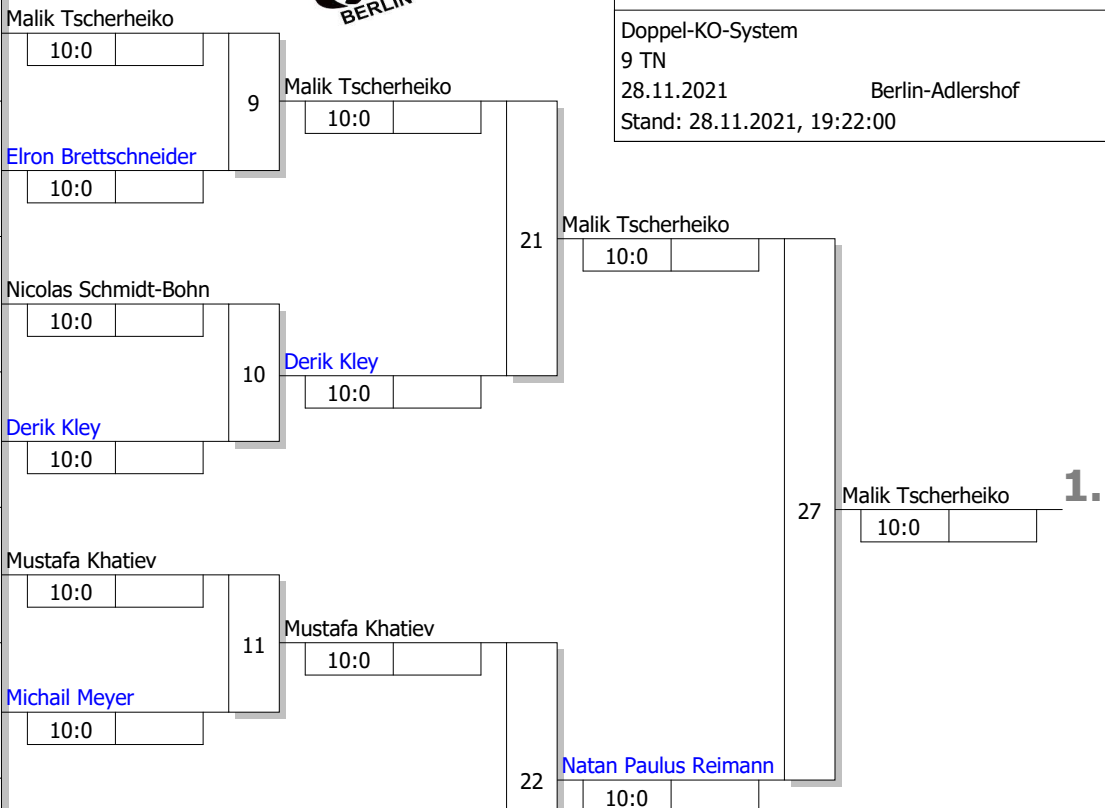 BERLIN
Doppel-KO-System
9 TN
28.11.2021 Berlin-Adlershof
Stand: 28.11.2021, 19:22:00
Malik Tscherheiko
10:0
9
Malik Tscherheiko
10:0
Elron Brettschneider
10:0
21
Malik Tscherheiko
10:0
Nicolas Schmidt-Bohn
10:0
10
Derik Kley
10:0
Derik Kley
10:0
27
Malik Tscherheiko 1.
10:0
Mustafa Khatiev
10:0
11
Mustafa Khatiev
10:0
Michail Meyer
10:0
22
Natan Paulus Reimann
10:0